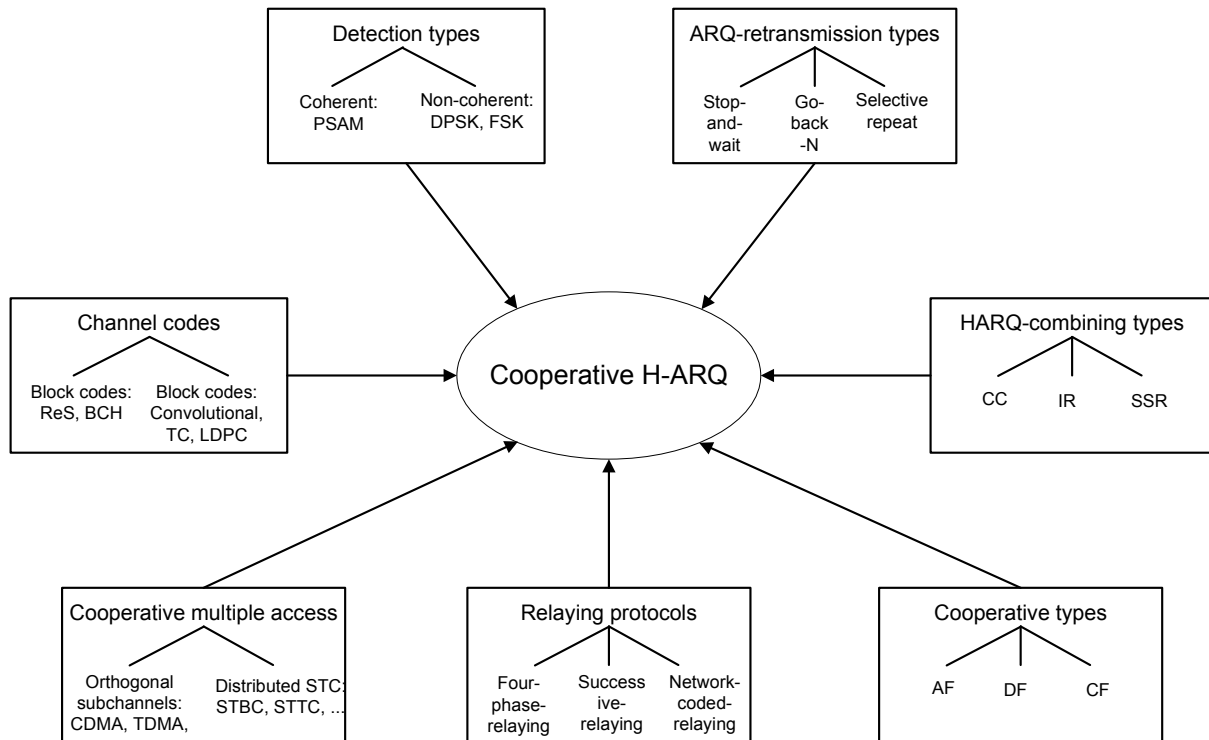 Detection types
Coherent:
PSAM
Non-coherent:
DPSK, FSK
ARQ-retransmission types
Stop-
and-
wait
Go-
back
-N
Selective
repeat
Channel codes
Block codes:
ReS, BCH
Block codes:
Convolutional,
TC, LDPC
Cooperative H-ARQ
HARQ-combining types
CC
IR
SSR
Cooperative multiple access
Orthogonal
subchannels:
CDMA, TDMA,
Distributed STC:
STBC, STTC, ...
Relaying protocols
Four-
phase-
relaying
Success
ive-
relaying
Network-
coded-
relaying
Cooperative types
AF
DF
CF